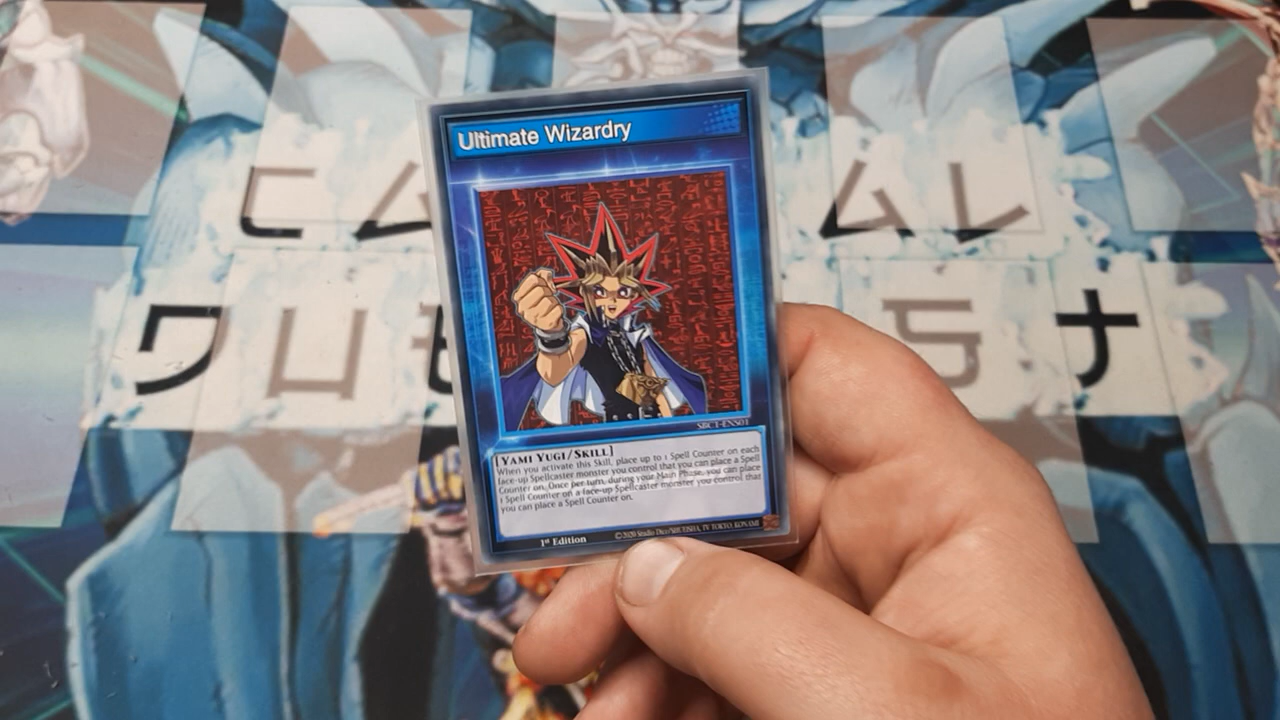 Ultimate Wizardry
SBC1-ENS01
[YAMI YUGI/SKILL]
When you activate this Skill, place up to 1 Spell Counter on each
face-up Spellcaster monster you control that you can place a Spell
Counter on. Once per turn, during your Main Phase, you can place
1 Spell Counter on a face-up Spellcaster monster you control that
you can place a Spell Counter on.
1st Edition
©2020 Studio Dice/SHUEISHA, TV TOKYO, KONAMI